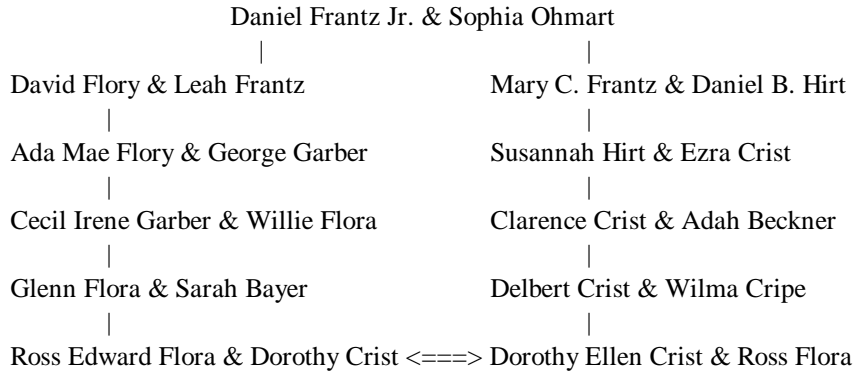 Daniel Frantz Jr. & Sophia Ohmart
| |
David Flory & Leah Frantz Mary C. Frantz & Daniel B. Hirt
| |
Ada Mae Flory & George Garber Susannah Hirt & Ezra Crist
| |
Cecil Irene Garber & Willie Flora Clarence Crist & Adah Beckner
| |
Glenn Flora & Sarah Bayer Delbert Crist & Wilma Cripe
| |
Ross Edward Flora & Dorothy Crist <===> Dorothy Ellen Crist & Ross Flora